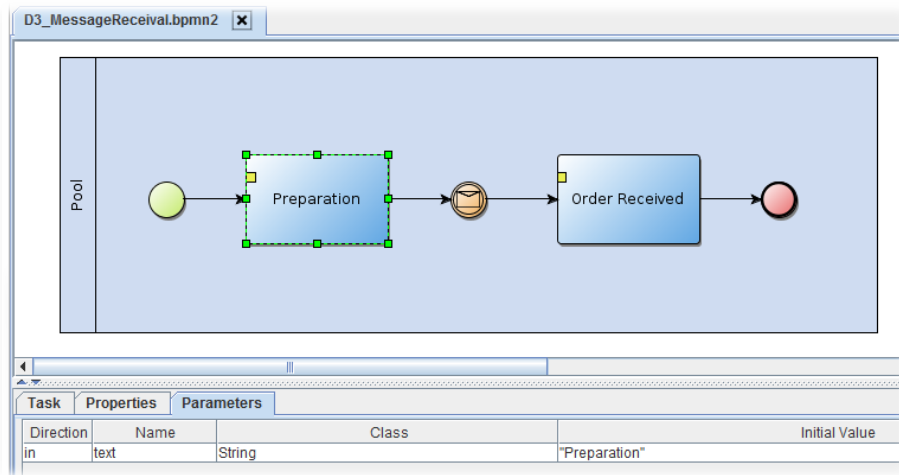 D3_MessageReceival.bpmn2
Pool
Preparation
Order Received
Task Properties Parameters
Direction Name Class Initial Value
in text String "Preparation"